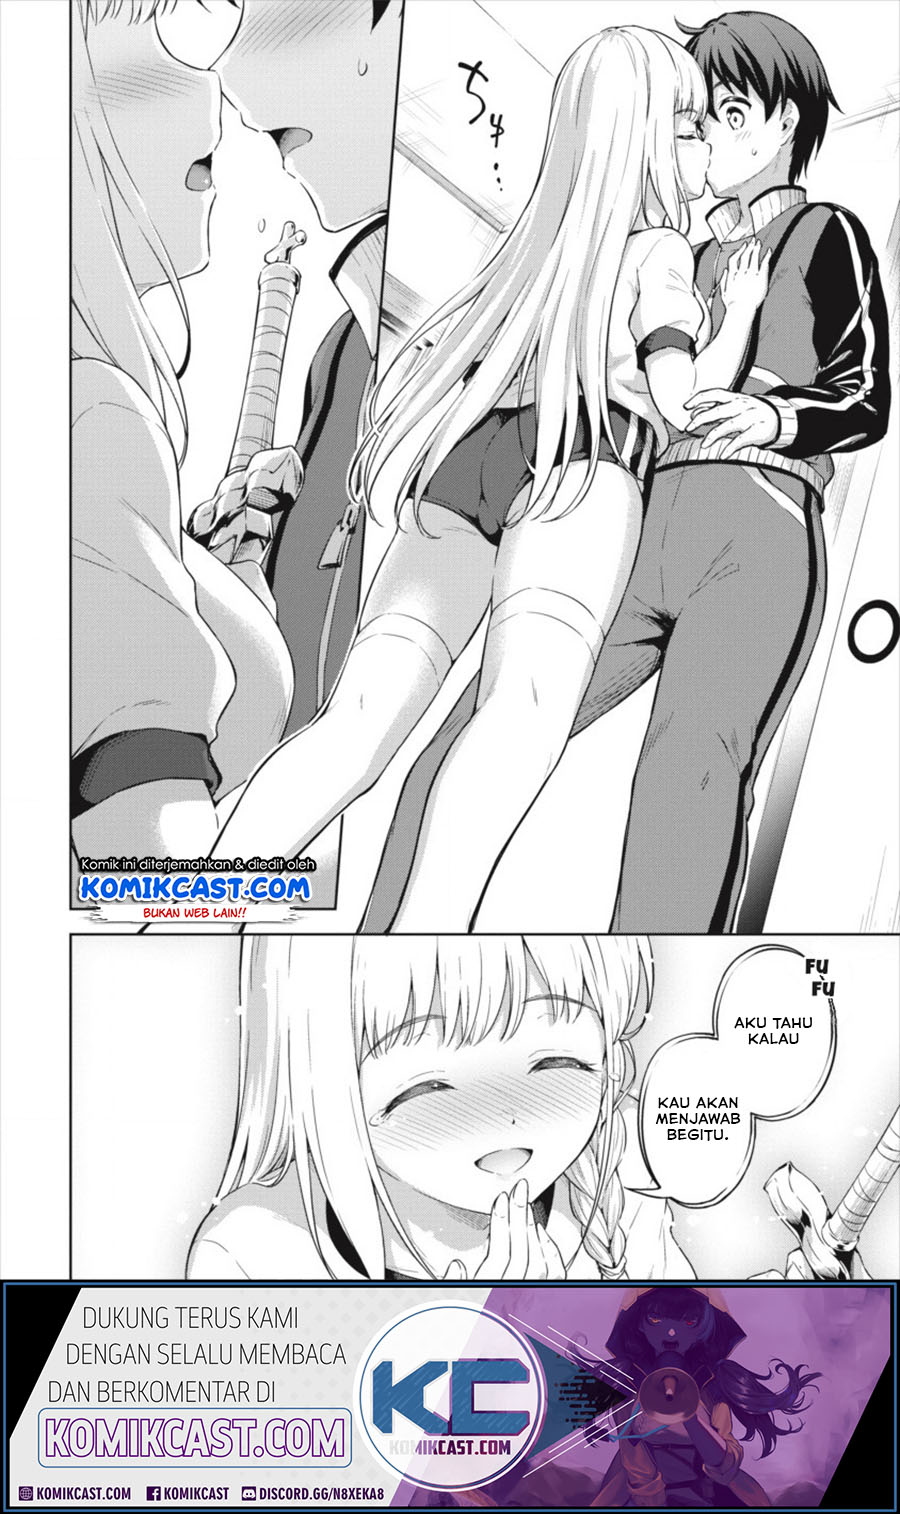 ちゅ…
Komik ini diterjemahkan & diedit oleh
KOMIKCAST.COM
BUKAN WEB LAIN!!
FU
FÙ
AKU TAHU
KALAU
KAU AKAN
MENJAWAB
BEGITU.
DUKUNG TERUS KAMI
DENGAN SELALU MEMBACA
DAN BERKOMENTAR DI
KOMIKCAST.COM
KC
KOMIKCAST.COM
KOMIKCAST.COM
KOMIKCAST
DISCORD.GG/N8XEKA8